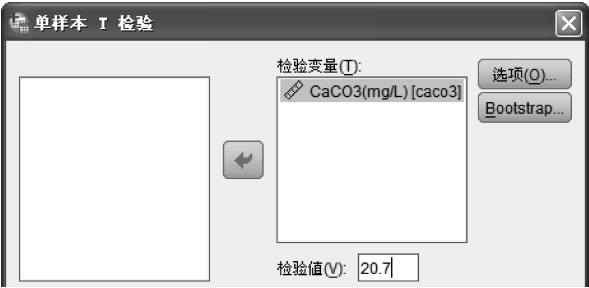 单样本 T 检验
检验变量(T):
CaCO3(mg/L) [caco3]
选项(O)...
Bootstrap...
检验值(V): 20.7